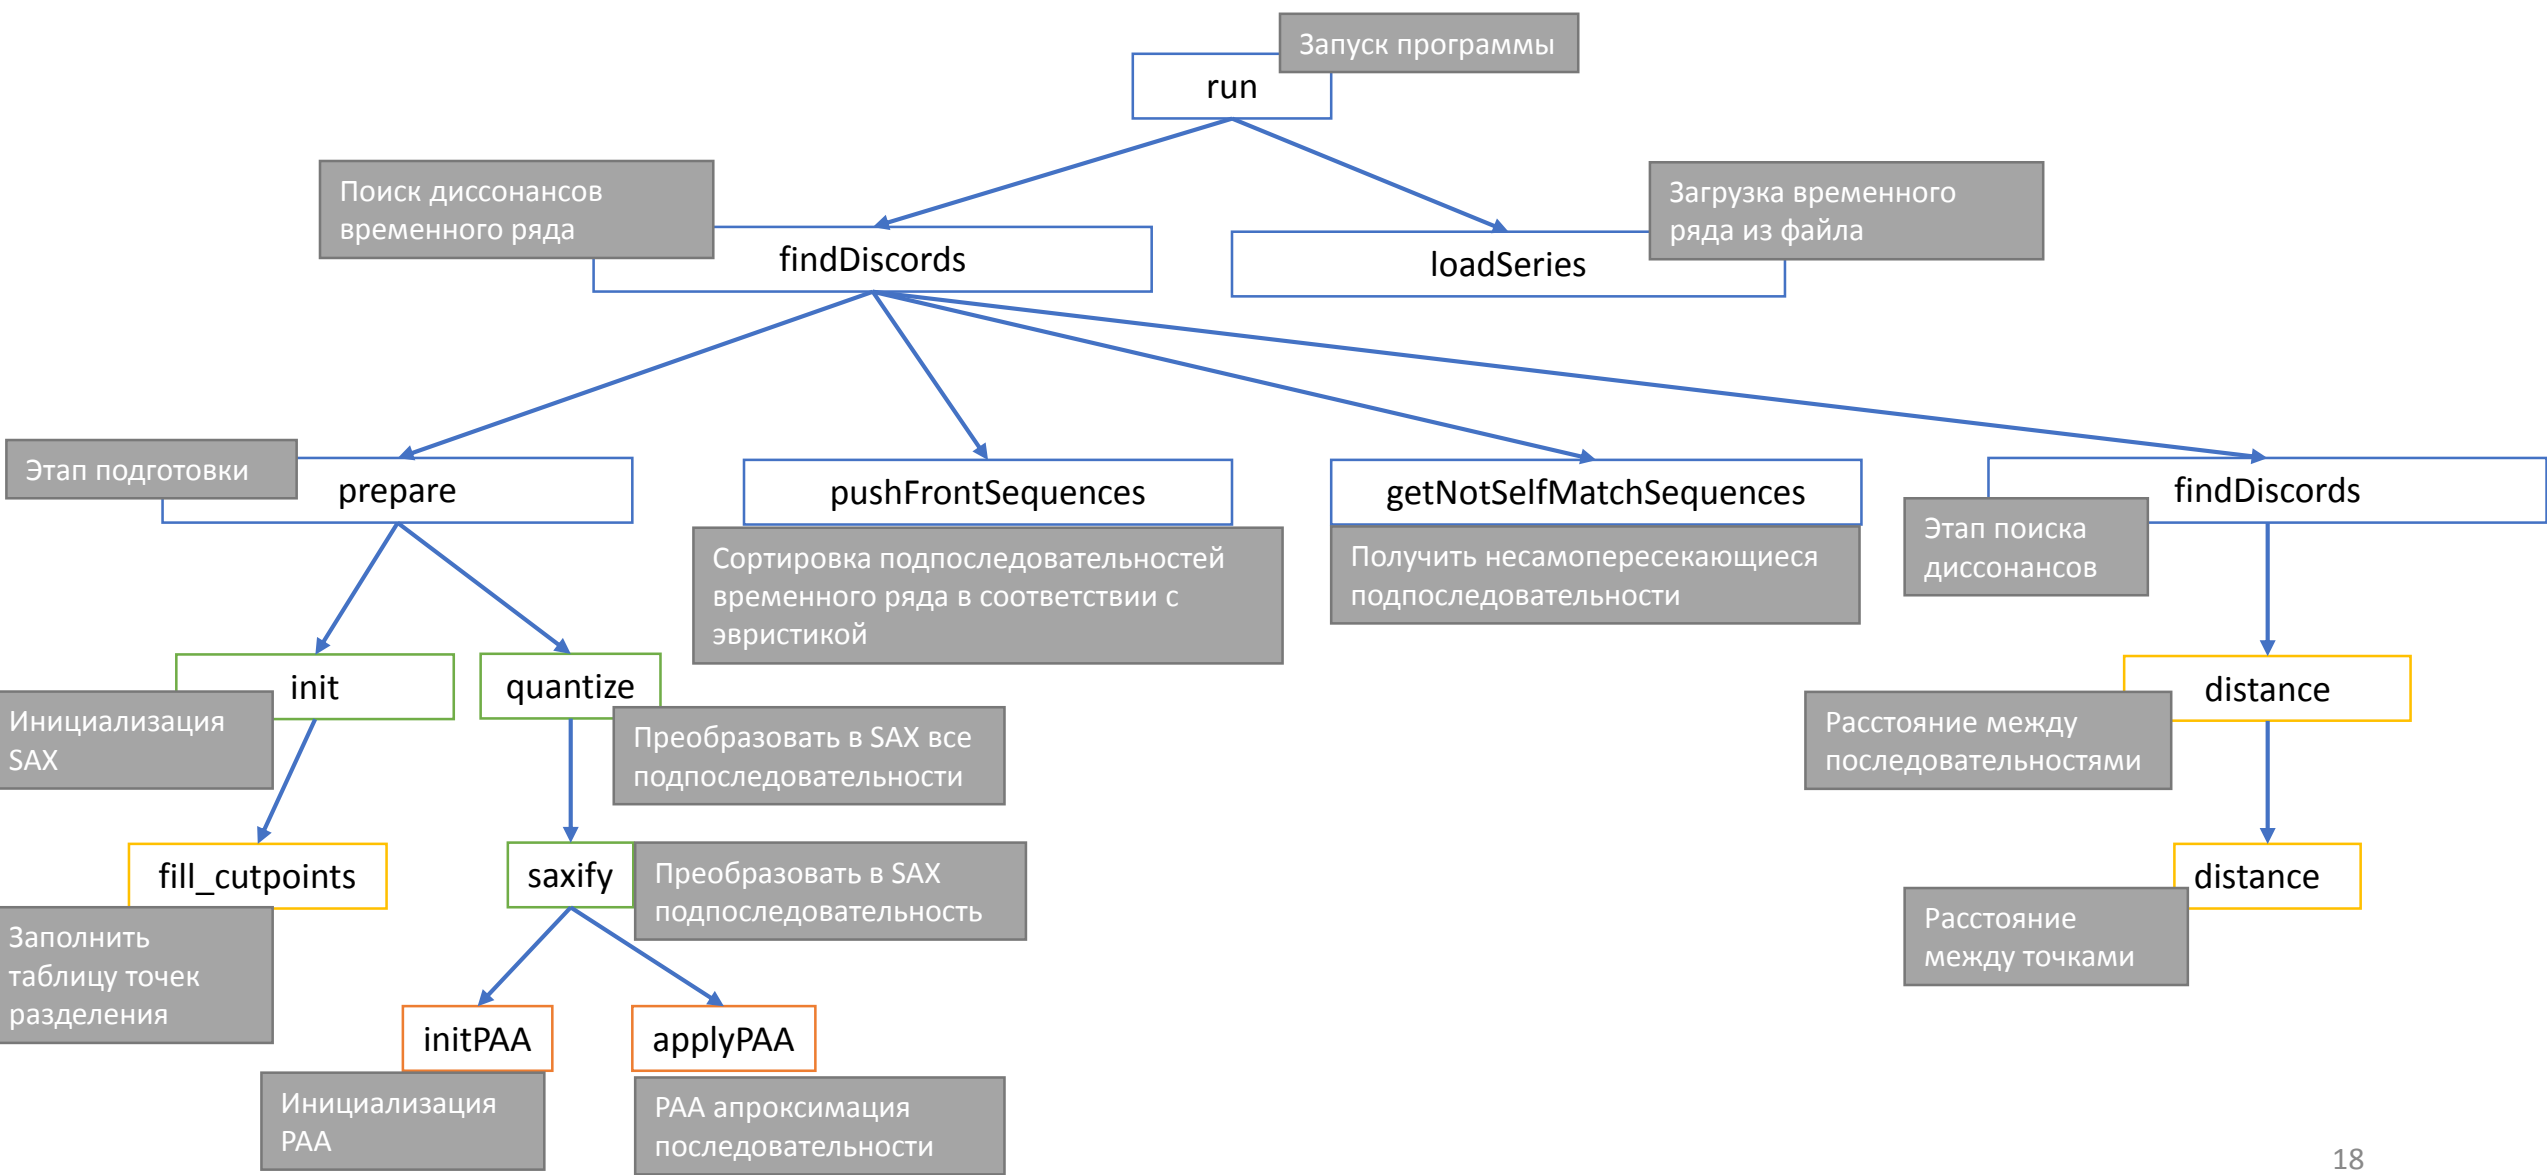 Запуск программы
run
Поиск диссонансов
временного ряда
findDiscords
Загрузка временного
ряда из файла
loadSeries
Этап подготовки
prepare
pushFrontSequences
Сортировка подпоследовательностей
временного ряда в соответствии с
эвристикой
getNotSelfMatchSequences
Получить несамопересекающиеся
подпоследовательности
findDiscords
Этап поиска
диссонансов
init
Инициализация
SAX
quantize
Преобразовать в SAX все
подпоследовательности
distance
Расстояние между
последовательностями
fill_cutpoints
Заполнить
таблицу точек
разделения
saxify
Преобразовать в SAX
подпоследовательность
distance
Расстояние
между точками
initPAA
Инициализация
PAA
applyPAA
PAA апроксимация
последовательности
18